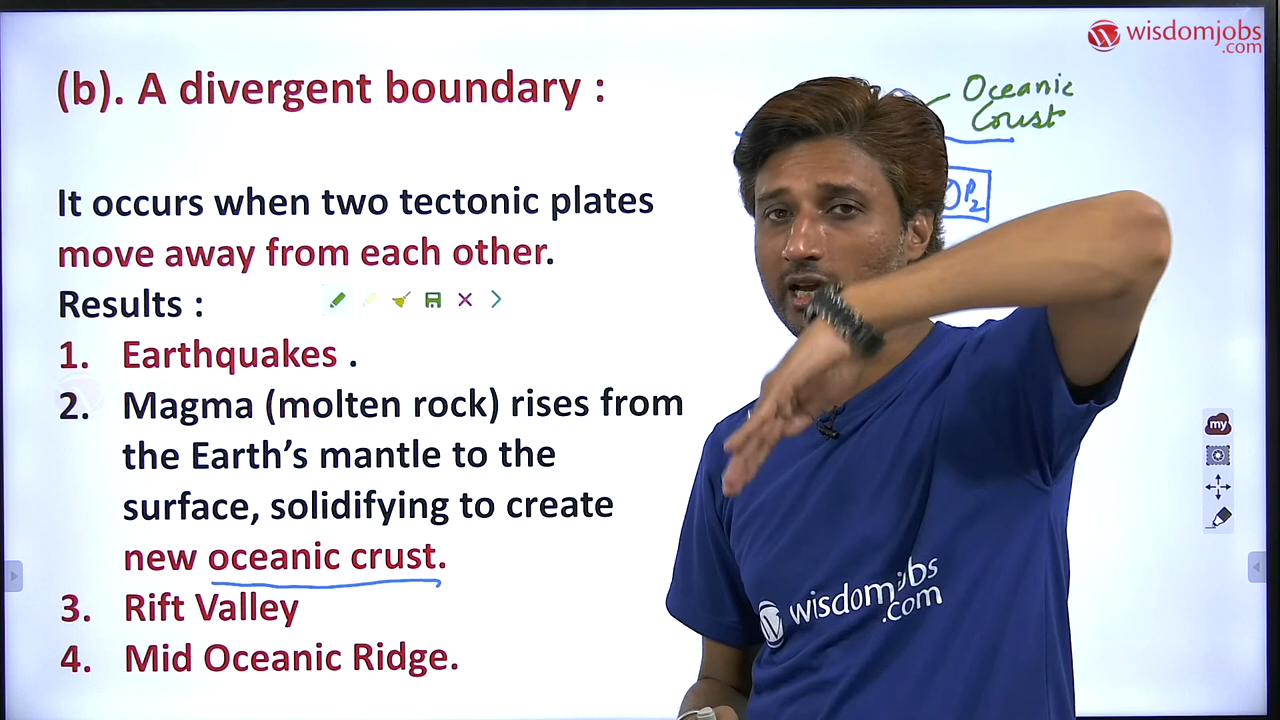 wisdomjobs
.com
(b). A divergent boundary :
Oceanic
Crust
OP2
It occurs when two tectonic plates
move away from each other.
Results :
1. Earthquakes .
2. Magma (molten rock) rises from
the Earth’s mantle to the
surface, solidifying to create
new oceanic crust.
3. Rift Valley
4. Mid Oceanic Ridge.
my
wisdomjobs
.com